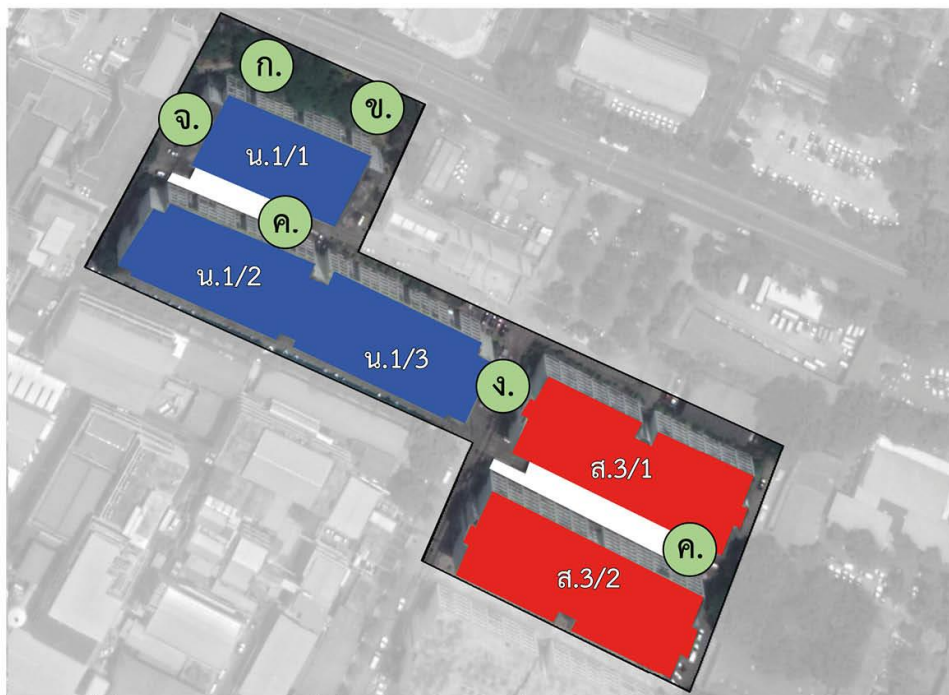 ก.
ข.
จ.
น.1/1
ค.
น.1/2
น.1/3
ง.
ส.3/1
ค.
ส.3/2